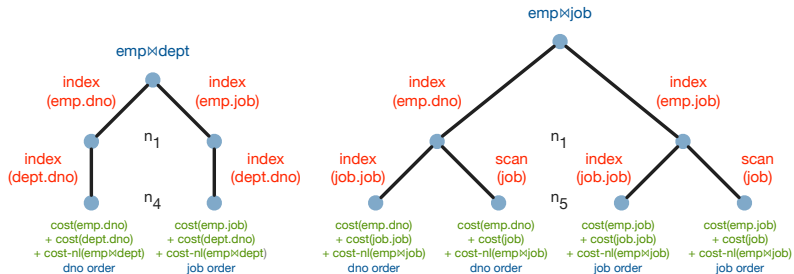 emp⋈dept
index
(emp.dno)
index
(emp.job)
n1
index
(dept.dno)
index
(dept.dno)
n4
cost(emp.dno)
+ cost(dept.dno)
+ cost-nl(emp⋈dept)
dno order
cost(emp.job)
+ cost(dept.dno)
+ cost-nl(emp⋈dept)
job order
emp⋈job
index
(emp.dno)
index
(emp.job)
n1
index
(job.job)
scan
(job)
index
(job.job)
scan
(job)
n5
cost(emp.dno)
+ cost(job.job)
+ cost-nl(emp⋈job)
dno order
cost(emp.dno)
+ cost(job)
+ cost-nl(emp⋈job)
dno order
cost(emp.job)
+ cost(job.job)
+ cost-nl(emp⋈job)
job order
cost(emp.job)
+ cost(job)
+ cost-nl(emp⋈job)
job order